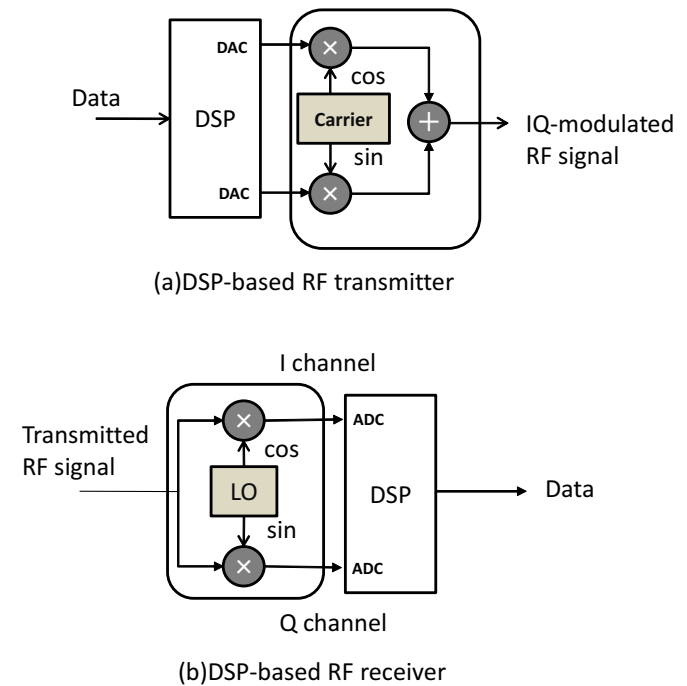 DAC
×
cos
Data
DSP
Carrier
+
IQ-modulated
RF signal
sin
DAC
×
(a)DSP-based RF transmitter
I channel
×
ADC
Transmitted
RF signal
cos
LO
DSP
Data
sin
×
ADC
Q channel
(b)DSP-based RF receiver